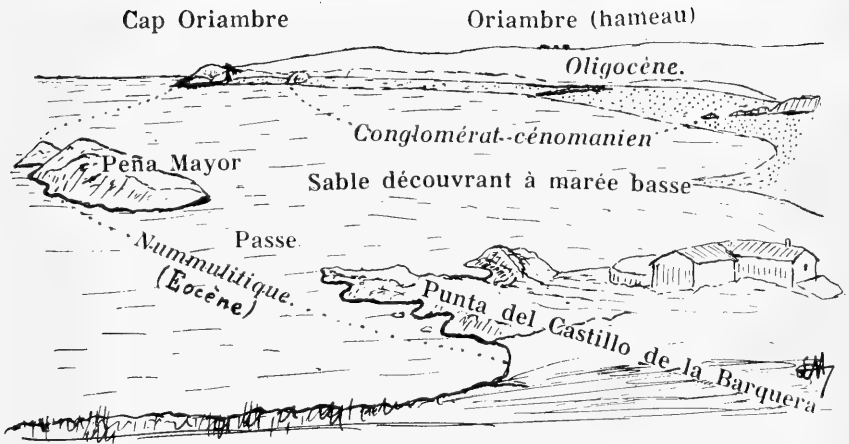 Cap Oriambre
Oriambre (hameau)
Oligocène.
Conglomérat--cénomanien
Peña Mayor
Sable découvrant à marée basse
Passe
Nummulitique.
(Eocène)
Punta del Castillo de la Barquera